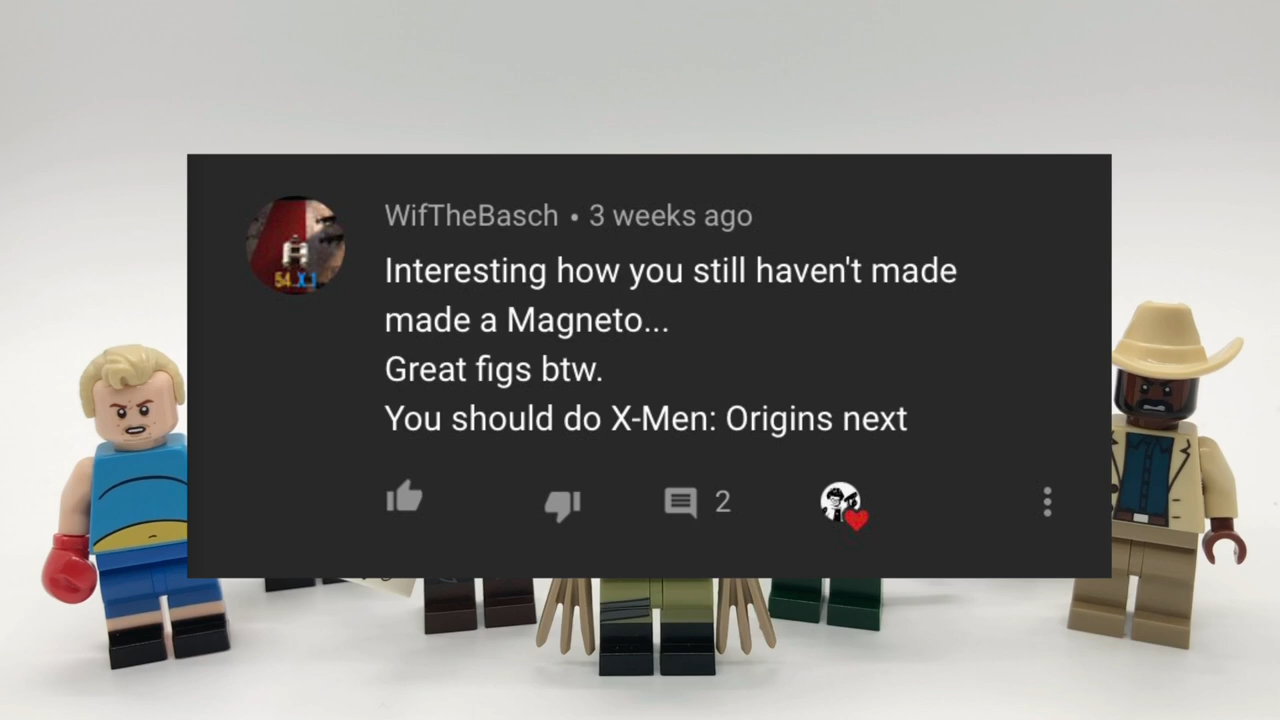 WifTheBasch • 3 weeks ago
Interesting how you still haven't made
made a Magneto...
Great figs btw.
You should do X-Men: Origins next
2